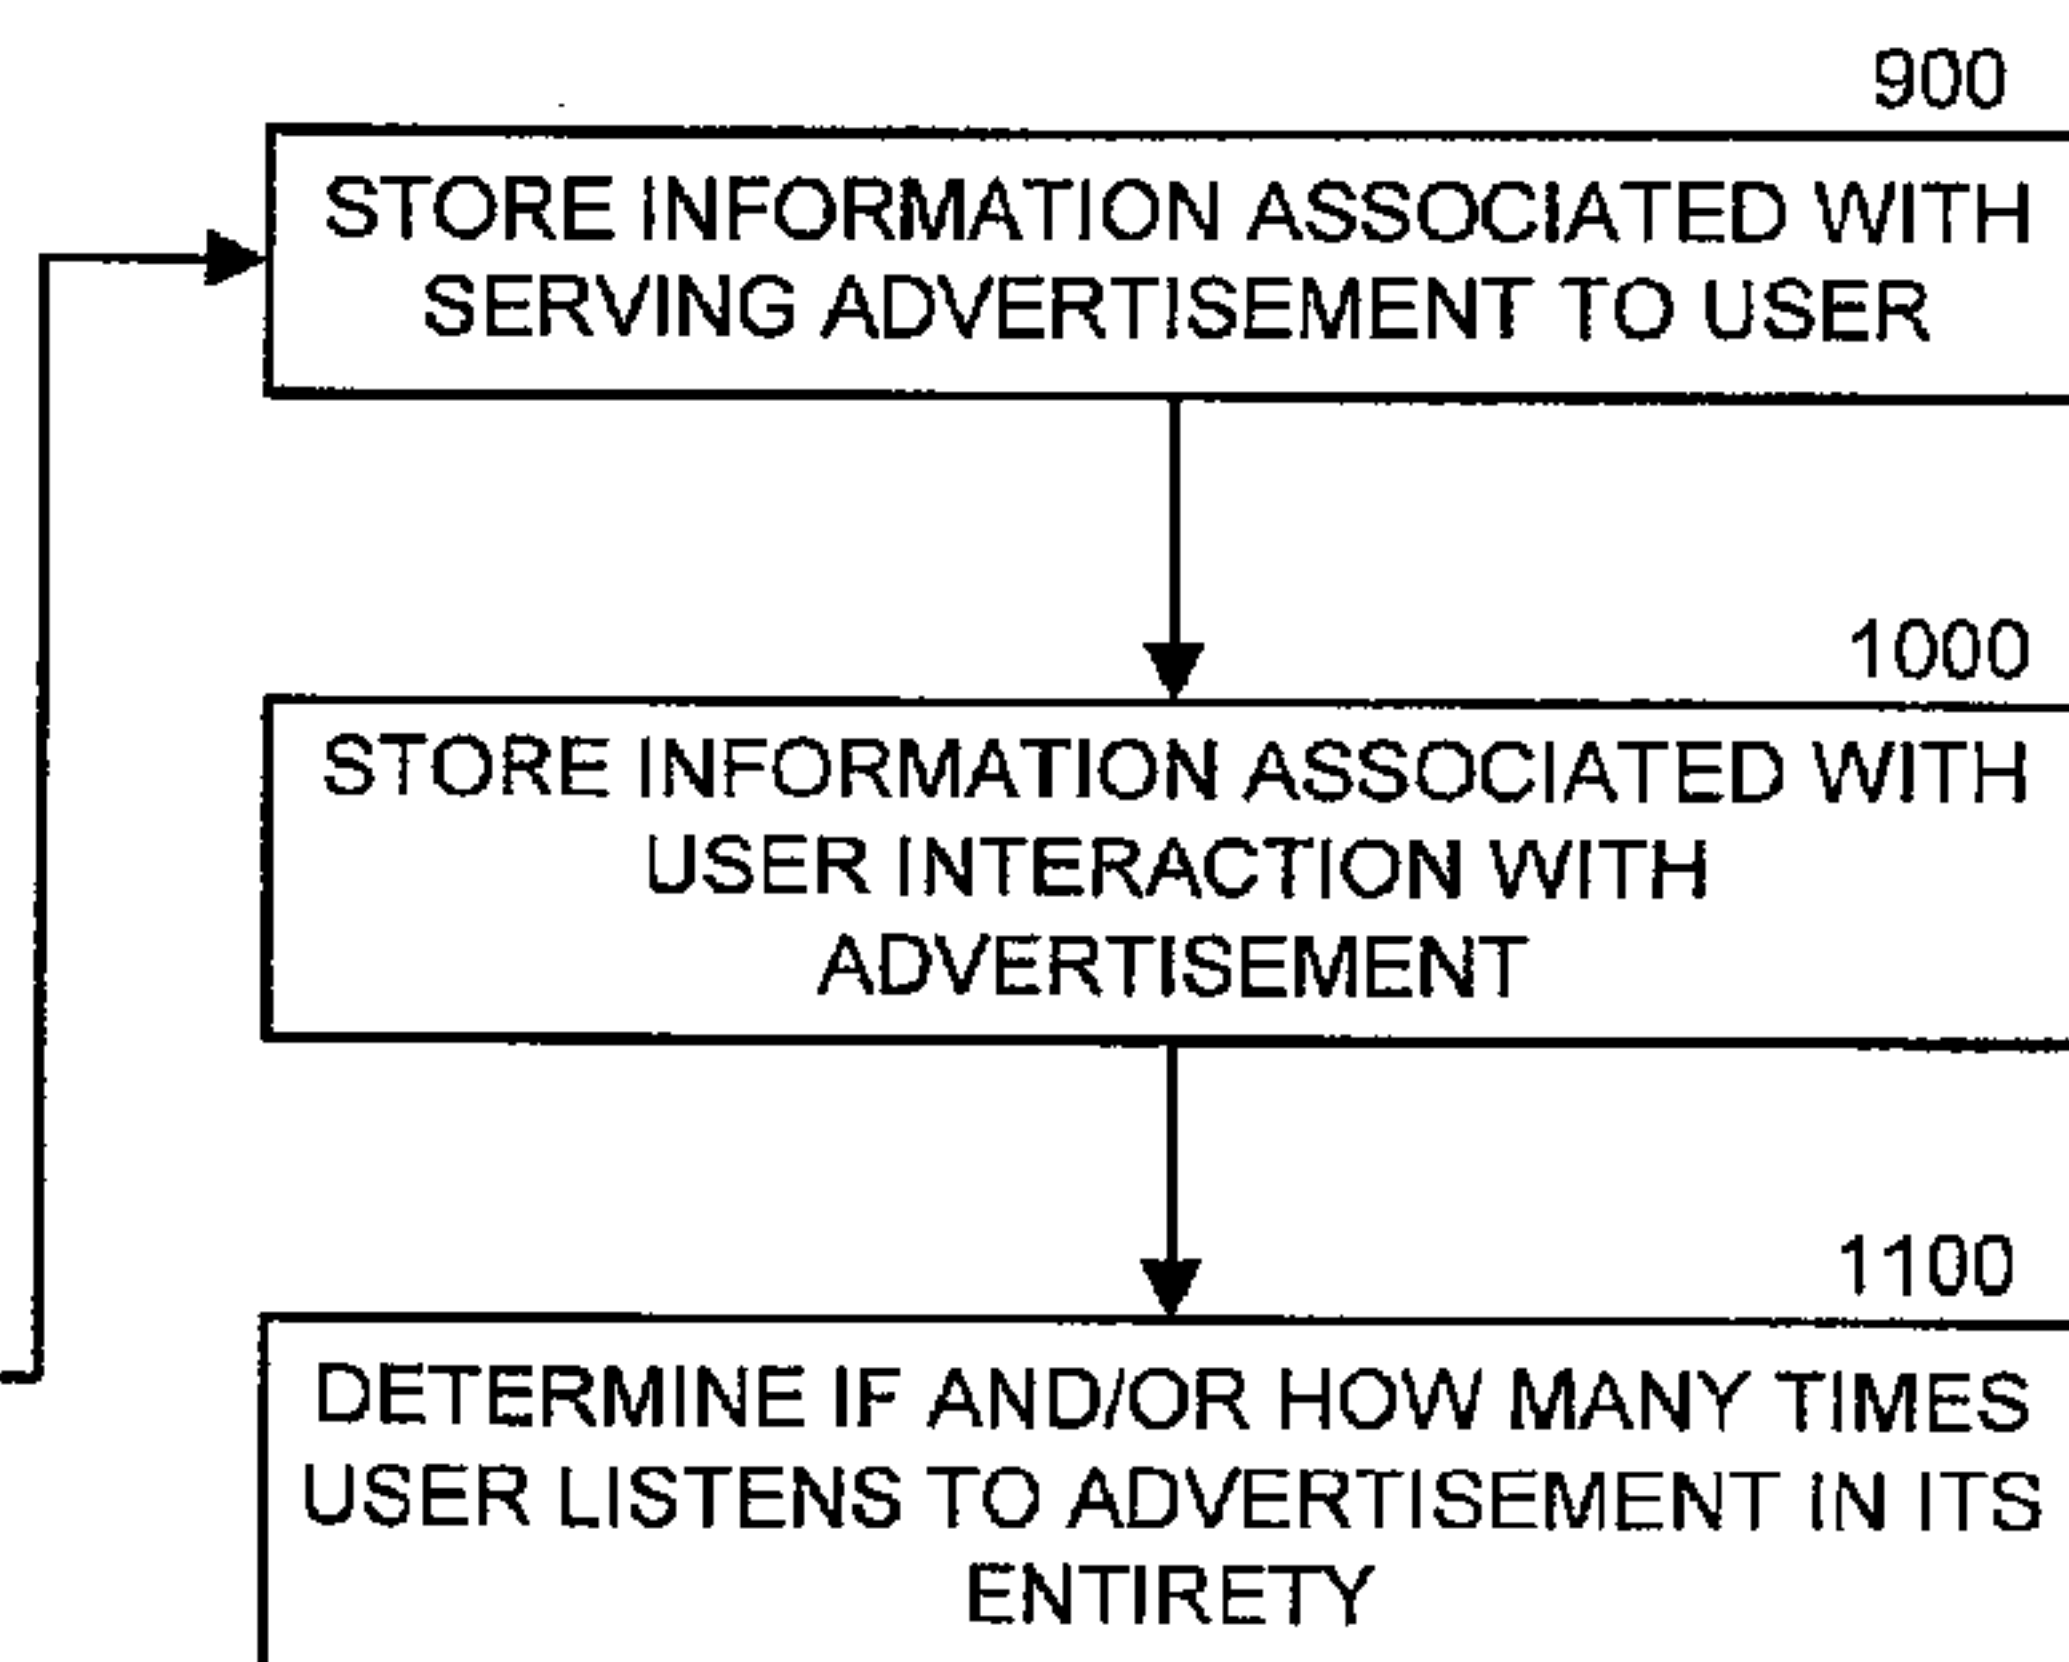 900
STORE INFORMATION ASSOCIATED WITH
SERVING ADVERTISEMENT TO USER
1000
STORE INFORMATION ASSOCIATED WITH
USER INTERACTION WITH
ADVERTISEMENT
1100
DETERMINE IF AND/OR HOW MANY TIMES
USER LISTENS TO ADVERTISEMENT IN ITS
ENTIRETY